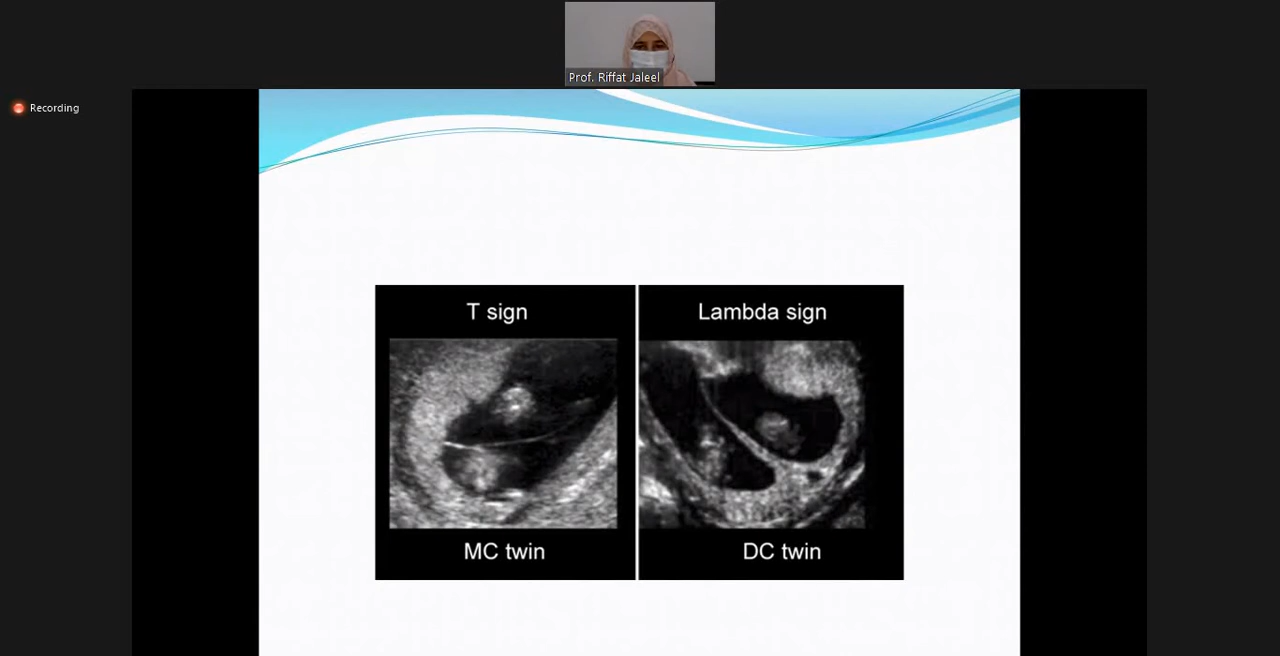 Prof. Riffat Jaleel
Recording
T sign
Lambda sign
MC twin
DC twin